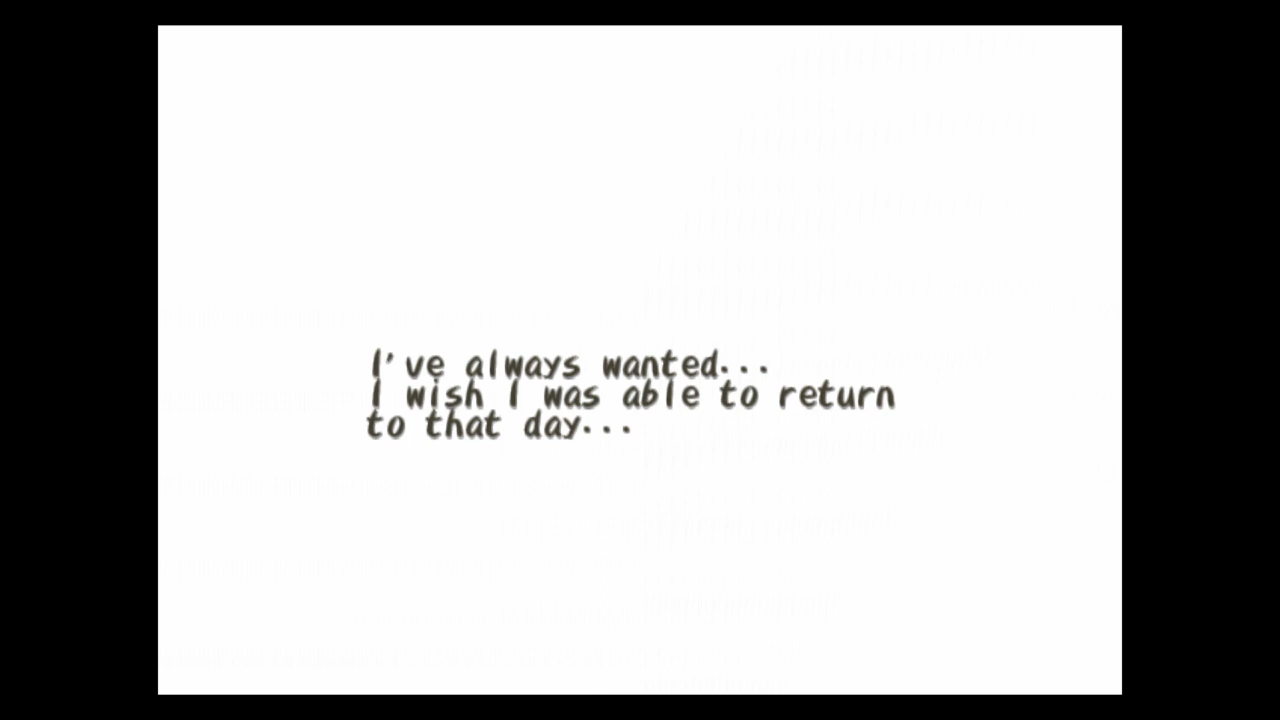 I've always wanted...
I wish I was able to return
to that day...